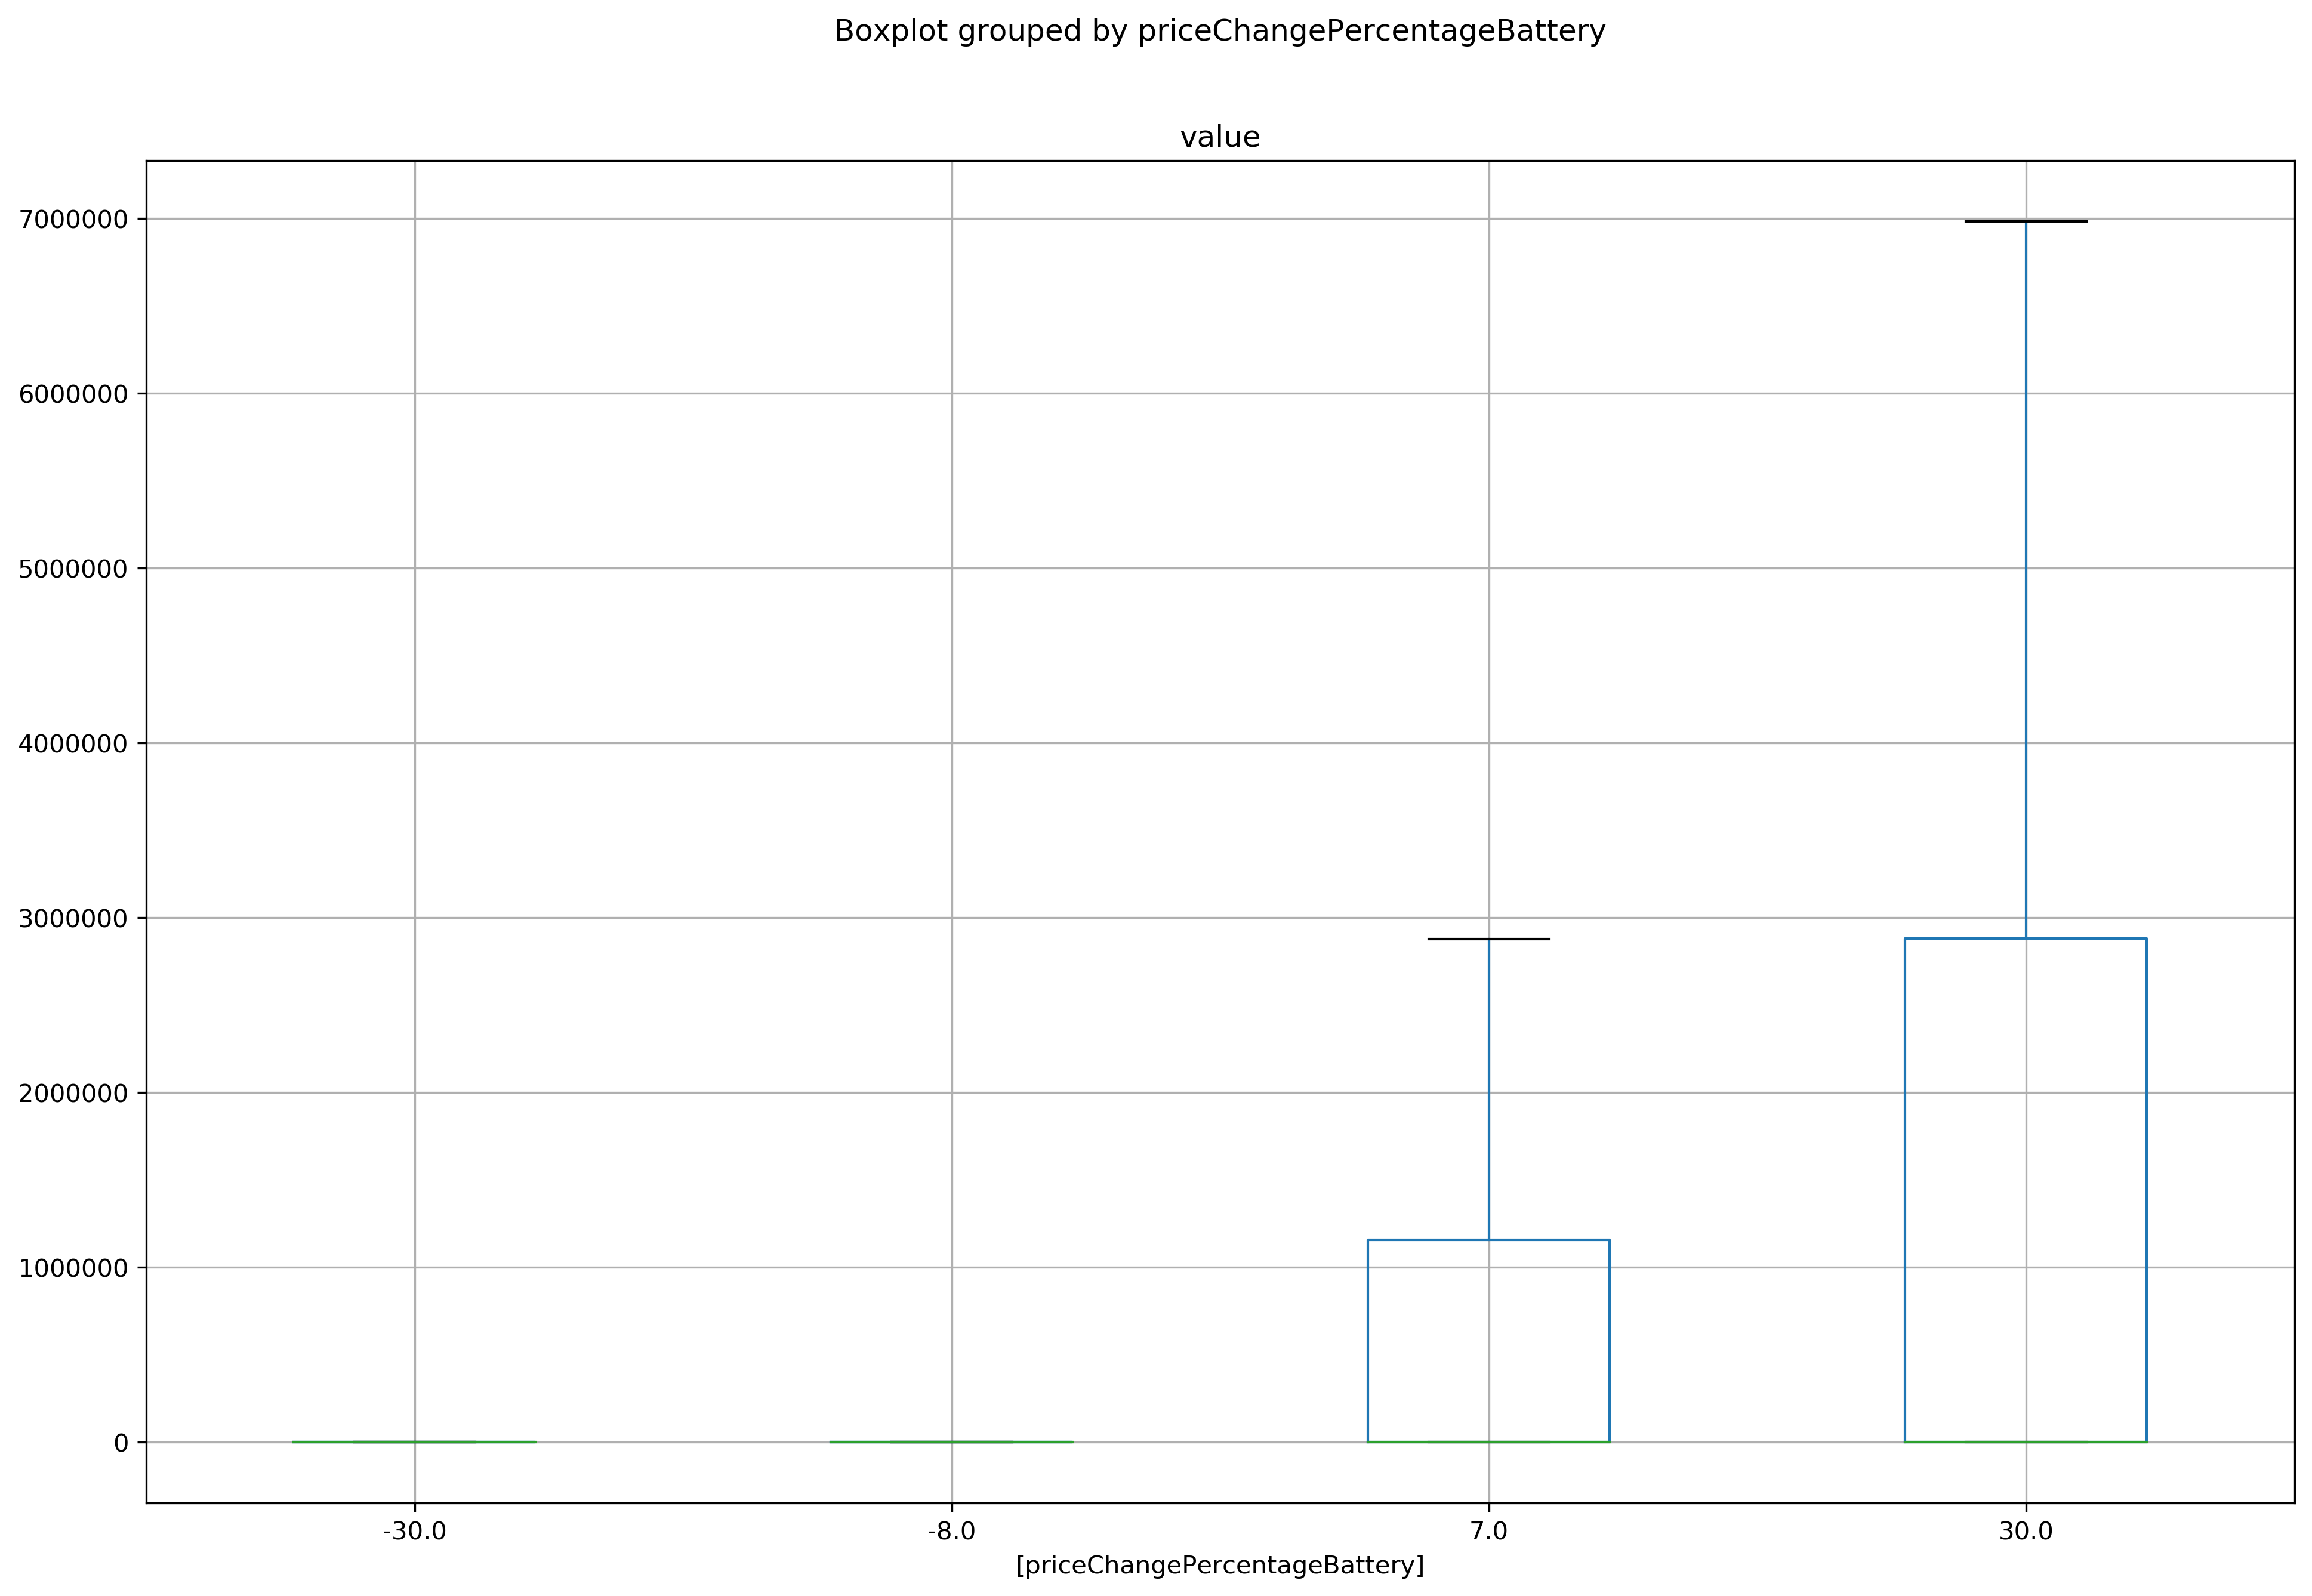 Boxplot grouped by priceChangePercentageBattery
value
7000000
6000000
5000000
4000000
3000000
2000000
1000000
0
-30.0 -8.0 7.0 30.0
[priceChangePercentageBattery]